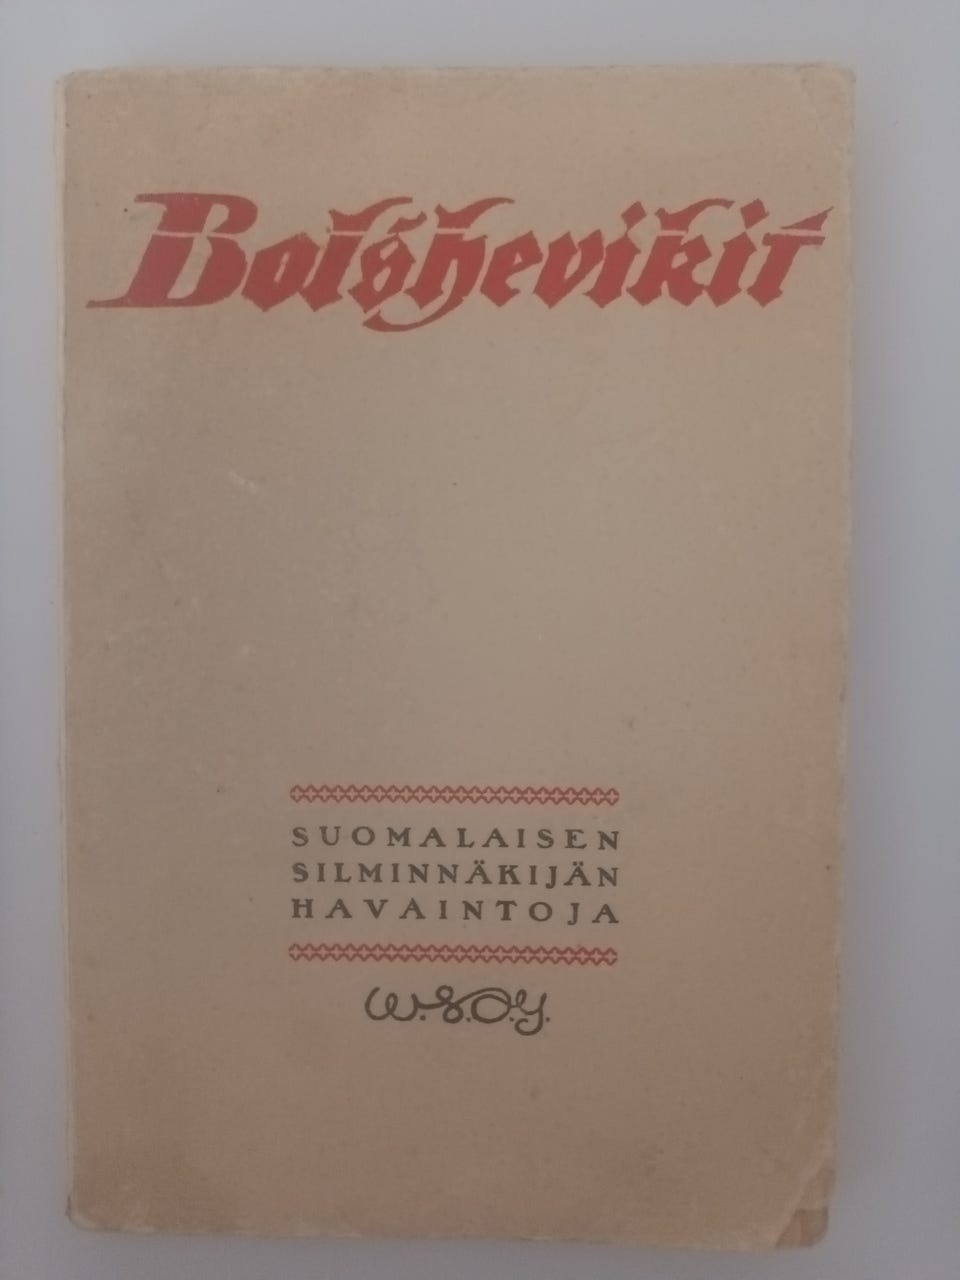 Bolshevikit
SUOMALAISEN
SILMINNÄKIJÄN
HAVAINTOJA
W.S.O.Y.